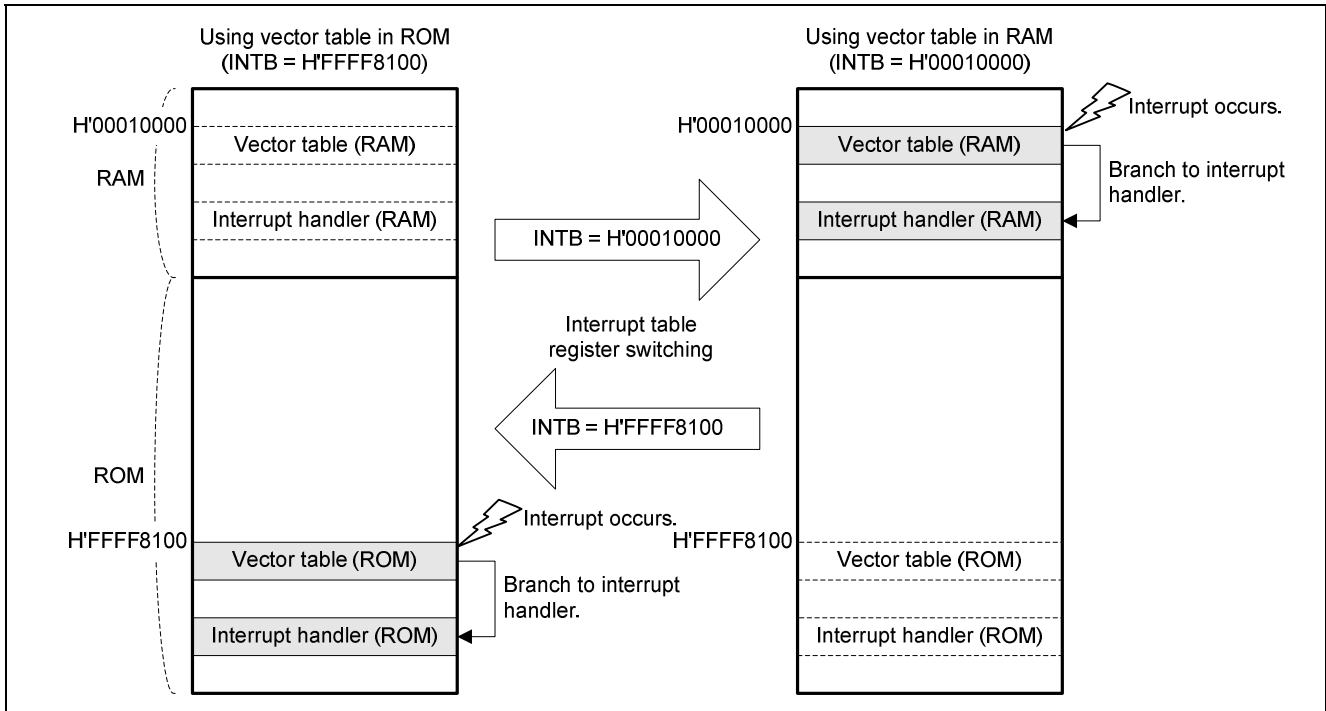 Using vector table in ROM
(INTB = H'FFFF8100)
H'00010000
Vector table (RAM)
RAM
Interrupt handler (RAM)
ROM
H'FFFF8100
Vector table (ROM)
Interrupt handler (ROM)
Interrupt occurs.
Branch to interrupt
handler.
INTB = H'00010000
Interrupt table
register switching
INTB = H'FFFF8100
Using vector table in RAM
(INTB = H'00010000)
H'00010000
Vector table (RAM)
Interrupt handler (RAM)
Interrupt occurs.
Branch to interrupt
handler.
H'FFFF8100
Vector table (ROM)
Interrupt handler (ROM)